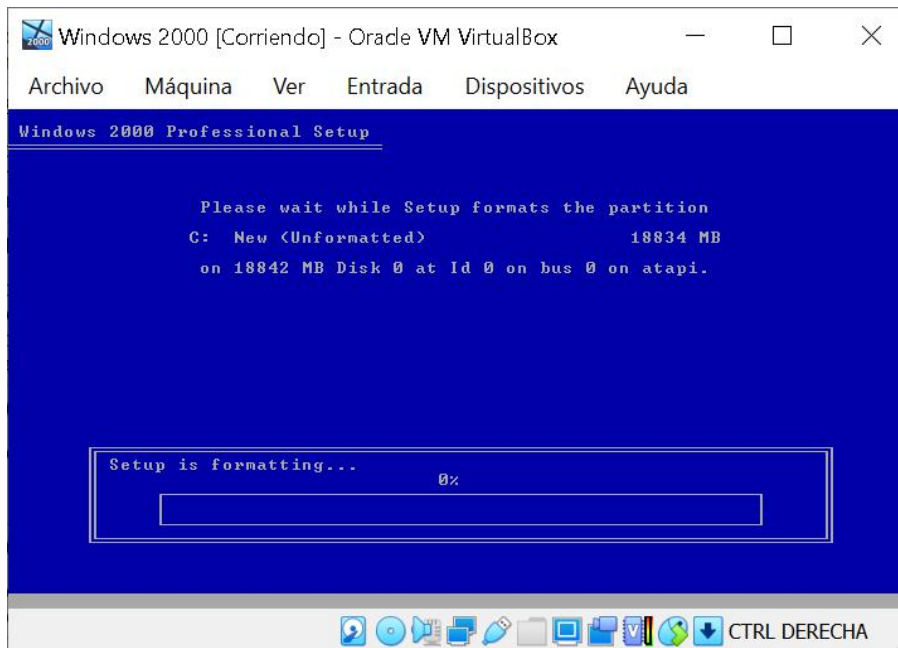 Windows 2000 [Corriendo] - Oracle VM VirtualBox
Archivo Máquina Ver Entrada Dispositivos Ayuda
Windows 2000 Professional Setup
Please wait while Setup formats the partition
C: New (Unformatted) 18834 MB
on 18842 MB Disk 0 at Id 0 on bus 0 on atapi.
Setup is formatting...
0%
CTRL DERECHA